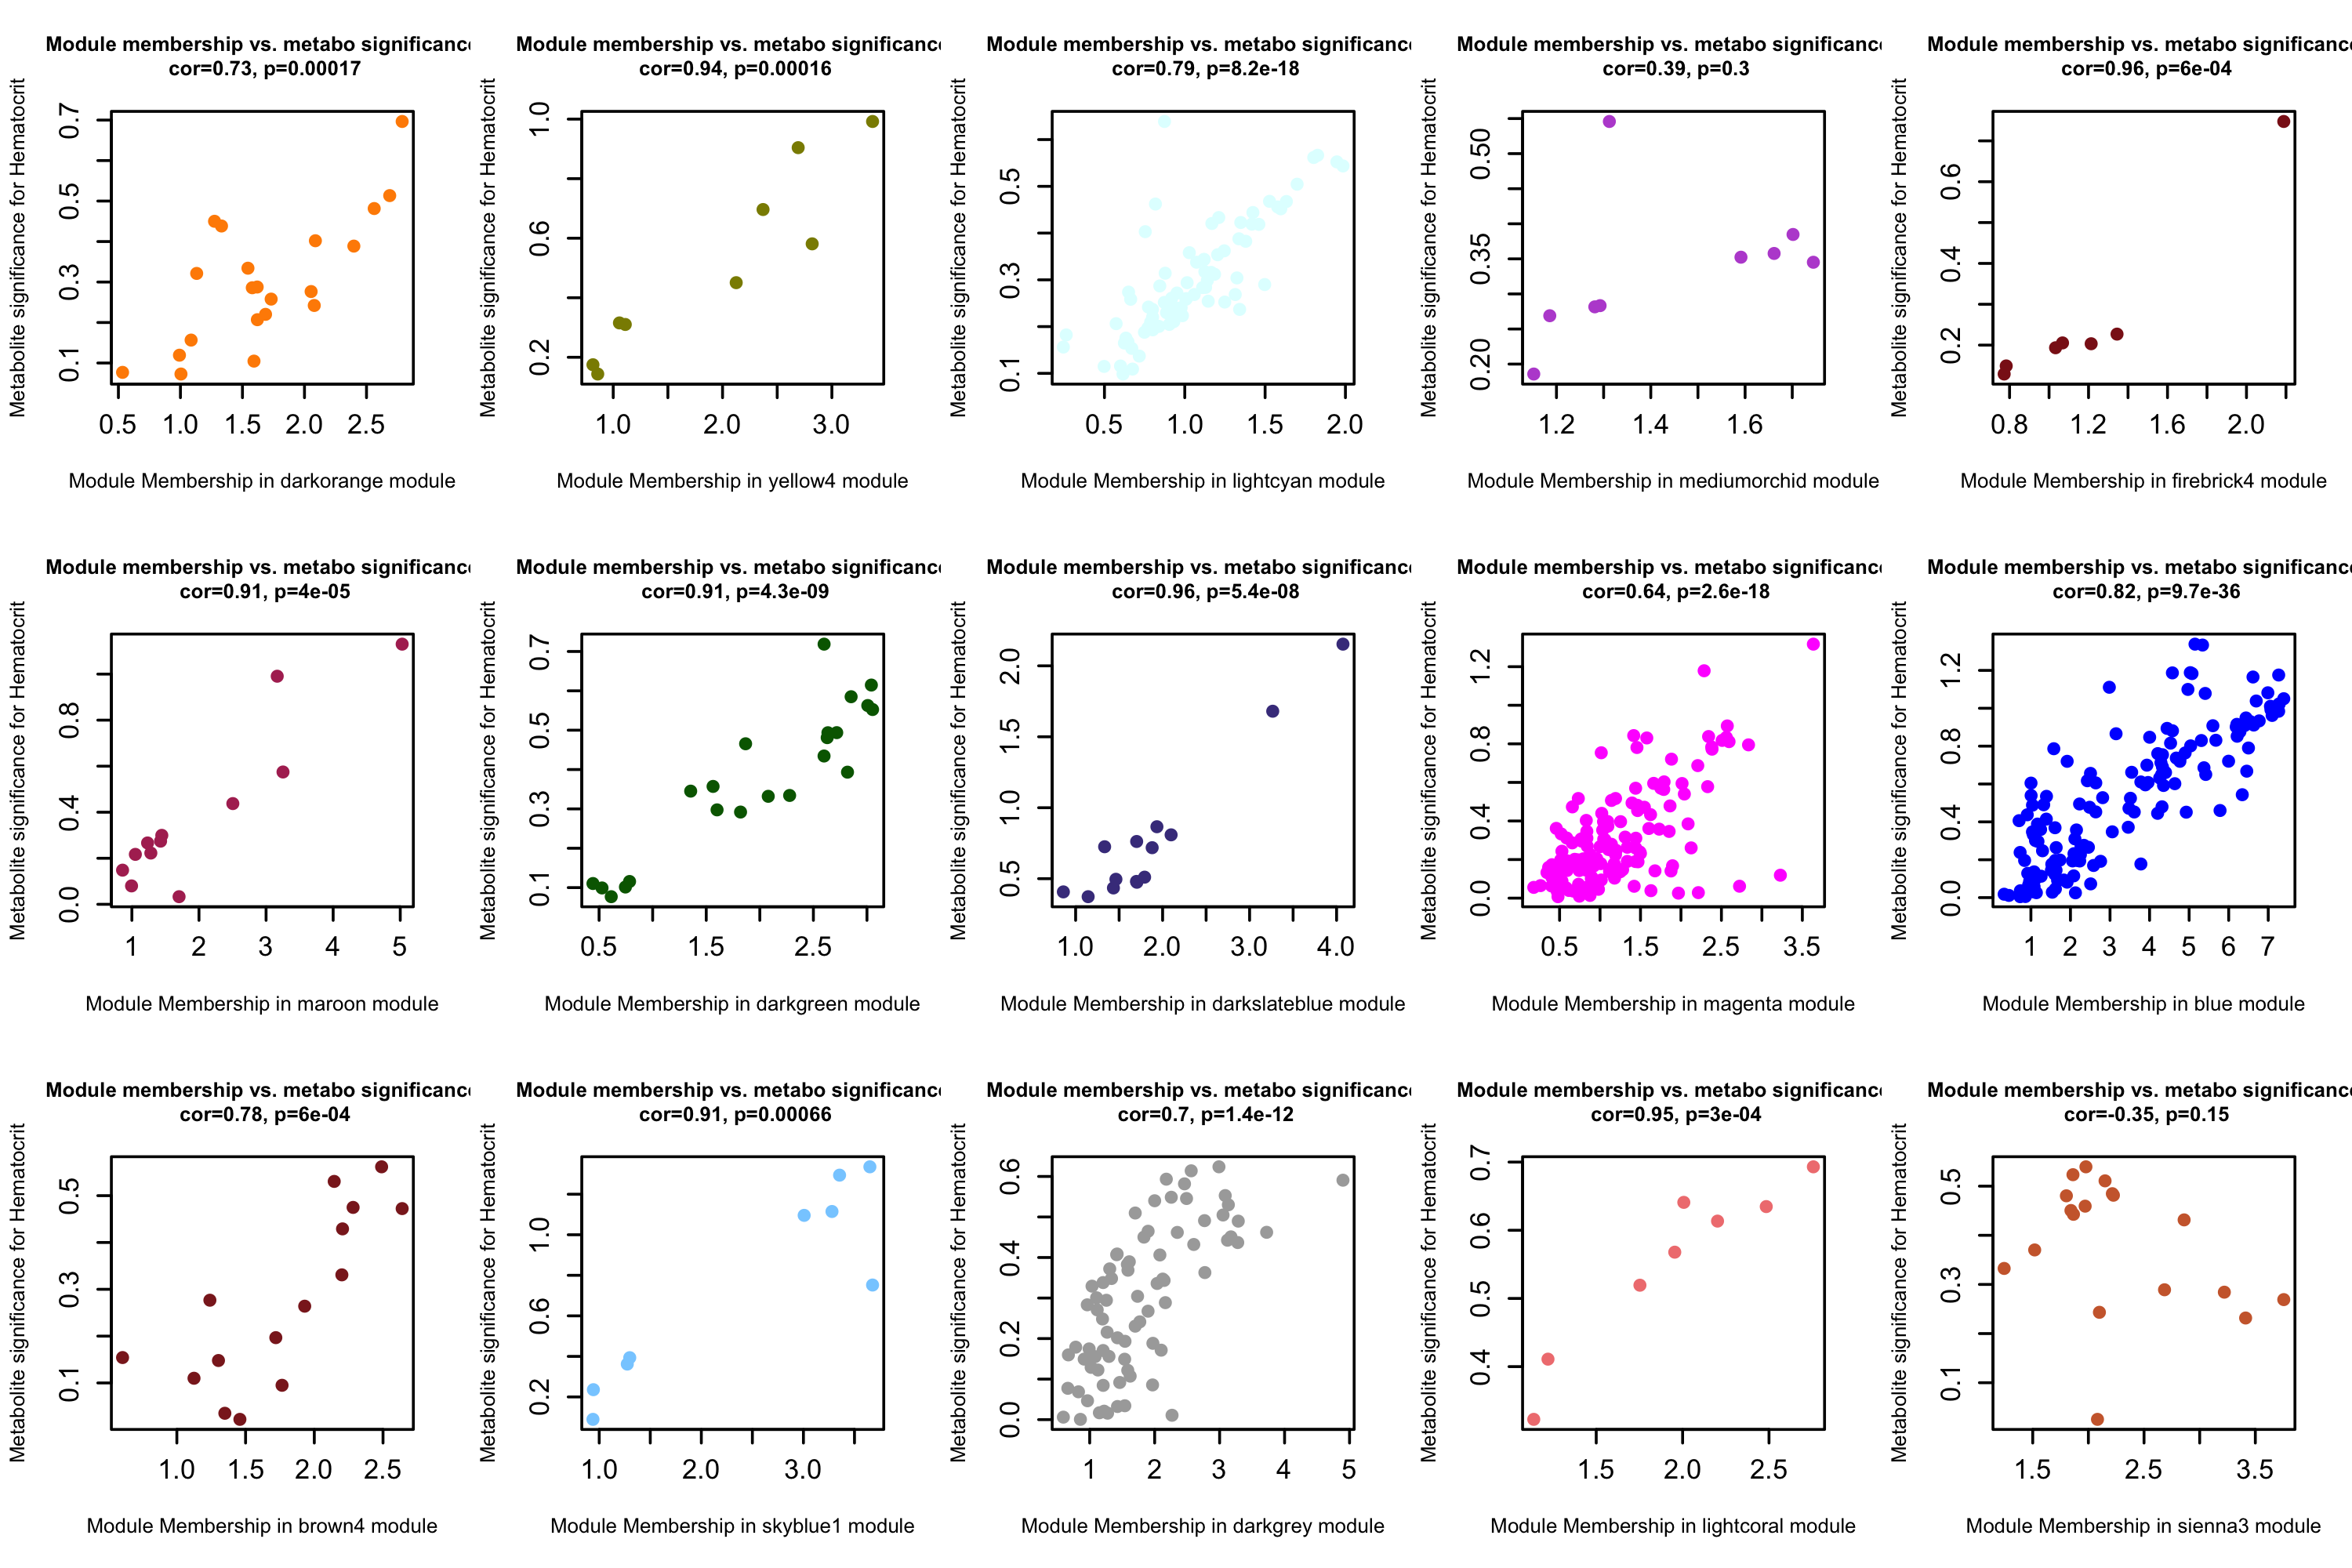 Module membership vs. metabo significance
cor=0.73, p=0.00017
Metabolite significance for Hematocrit
0.1 0.3 0.5 0.7
0.5 1.0 1.5 2.0 2.5
Module Membership in darkorange module
Module membership vs. metabo significance
cor=0.94, p=0.00016
Metabolite significance for Hematocrit
0.2 0.6 1.0
1.0 2.0 3.0
Module Membership in yellow4 module
Module membership vs. metabo significance
cor=0.79, p=8.2e-18
Metabolite significance for Hematocrit
0.1 0.3 0.5
0.5 1.0 1.5 2.0
Module Membership in lightcyan module
Module membership vs. metabo significance
cor=0.39, p=0.3
Metabolite significance for Hematocrit
0.20 0.35 0.50
1.2 1.4 1.6
Module Membership in mediumorchid module
Module membership vs. metabo significance
cor=0.96, p=6e-04
Metabolite significance for Hematocrit
0.2 0.4 0.6
0.8 1.2 1.6 2.0
Module Membership in firebrick4 module
Module membership vs. metabo significance
cor=0.91, p=4e-05
Metabolite significance for Hematocrit
0.0 0.4 0.8
1 2 3 4 5
Module Membership in maroon module
Module membership vs. metabo significance
cor=0.91, p=4.3e-09
Metabolite significance for Hematocrit
0.1 0.3 0.5 0.7
0.5 1.5 2.5
Module Membership in darkgreen module
Module membership vs. metabo significance
cor=0.96, p=5.4e-08
Metabolite significance for Hematocrit
0.5 1.0 1.5 2.0
1.0 2.0 3.0 4.0
Module Membership in darkslateblue module
Module membership vs. metabo significance
cor=0.64, p=2.6e-18
Metabolite significance for Hematocrit
0.0 0.4 0.8 1.2
0.5 1.5 2.5 3.5
Module Membership in magenta module
Module membership vs. metabo significance
cor=0.82, p=9.7e-36
Metabolite significance for Hematocrit
0.0 0.4 0.8 1.2
1 2 3 4 5 6 7
Module Membership in blue module
Module membership vs. metabo significance
cor=0.78, p=6e-04
Metabolite significance for Hematocrit
0.1 0.3 0.5
1.0 1.5 2.0 2.5
Module Membership in brown4 module
Module membership vs. metabo significance
cor=0.91, p=0.00066
Metabolite significance for Hematocrit
0.2 0.6 1.0
1.0 2.0 3.0
Module Membership in skyblue1 module
Module membership vs. metabo significance
cor=0.7, p=1.4e-12
Metabolite significance for Hematocrit
0.0 0.2 0.4 0.6
1 2 3 4 5
Module Membership in darkgrey module
Module membership vs. metabo significance
cor=0.95, p=3e-04
Metabolite significance for Hematocrit
0.4 0.5 0.6 0.7
1.5 2.0 2.5
Module Membership in lightcoral module
Module membership vs. metabo significance
cor=-0.35, p=0.15
Metabolite significance for Hematocrit
0.1 0.3 0.5
1.5 2.5 3.5
Module Membership in sienna3 module